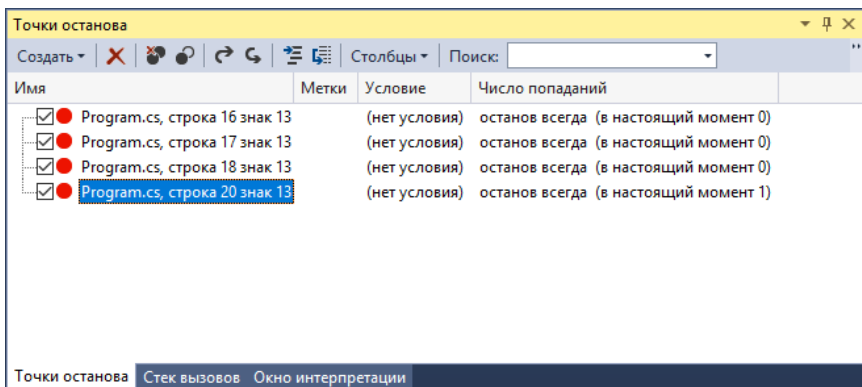 Точки останова
Создать Столбцы Поиск:
Имя Метки Условие Число попаданий
Program.cs, строка 16 знак 13 (нет условия) останов всегда (в настоящий момент 0)
Program.cs, строка 17 знак 13 (нет условия) останов всегда (в настоящий момент 0)
Program.cs, строка 18 знак 13 (нет условия) останов всегда (в настоящий момент 0)
Program.cs, строка 20 знак 13 (нет условия) останов всегда (в настоящий момент 1)
Точки останова Стек вызовов Окно интерпретации